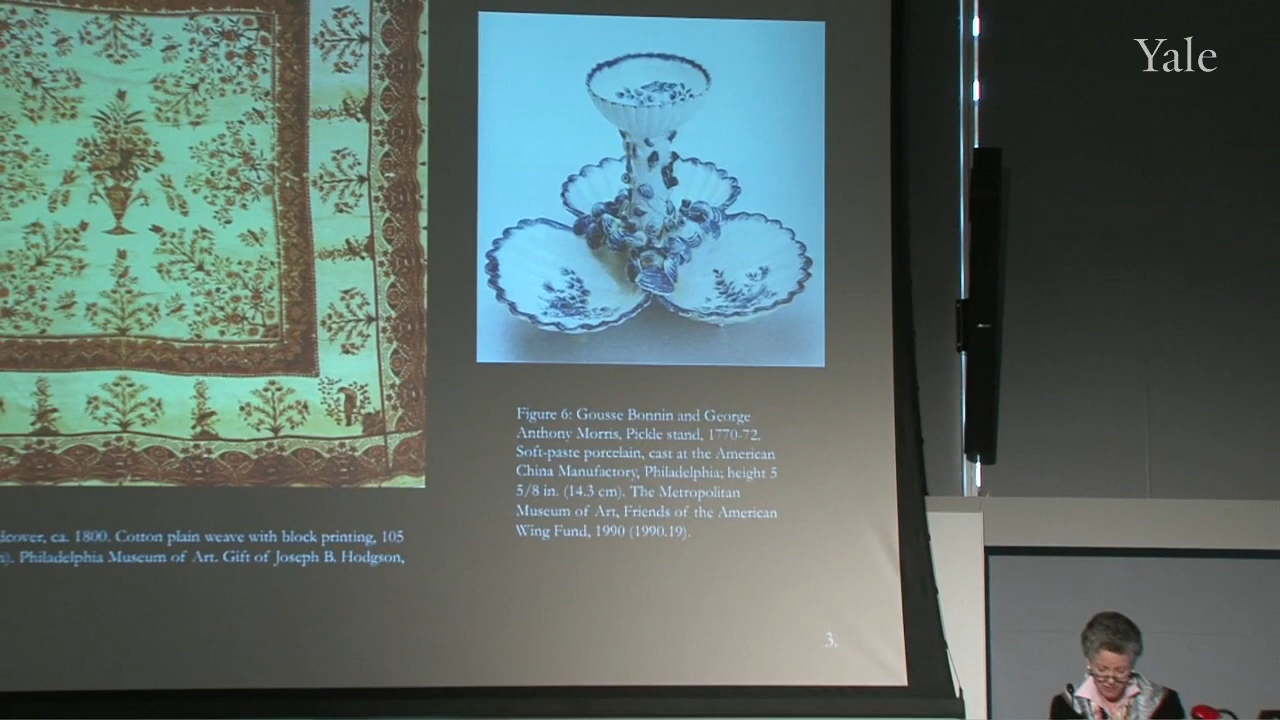 Yale
Figure 6: Gousse Bonnin and George
Anthony Morris, Pickle stand, 1770-72.
Soft-paste porcelain, cast at the American
China Manufactory, Philadelphia; height 5
5/8 in. (14.3 cm). The Metropolitan
Museum of Art, Friends of the American
Wing Fund, 1990 (1990.19).
ca. 1800. Cotton plain weave with block printing, 105
Philadelphia Museum of Art. Gift of Joseph B. Hodgson,
3.